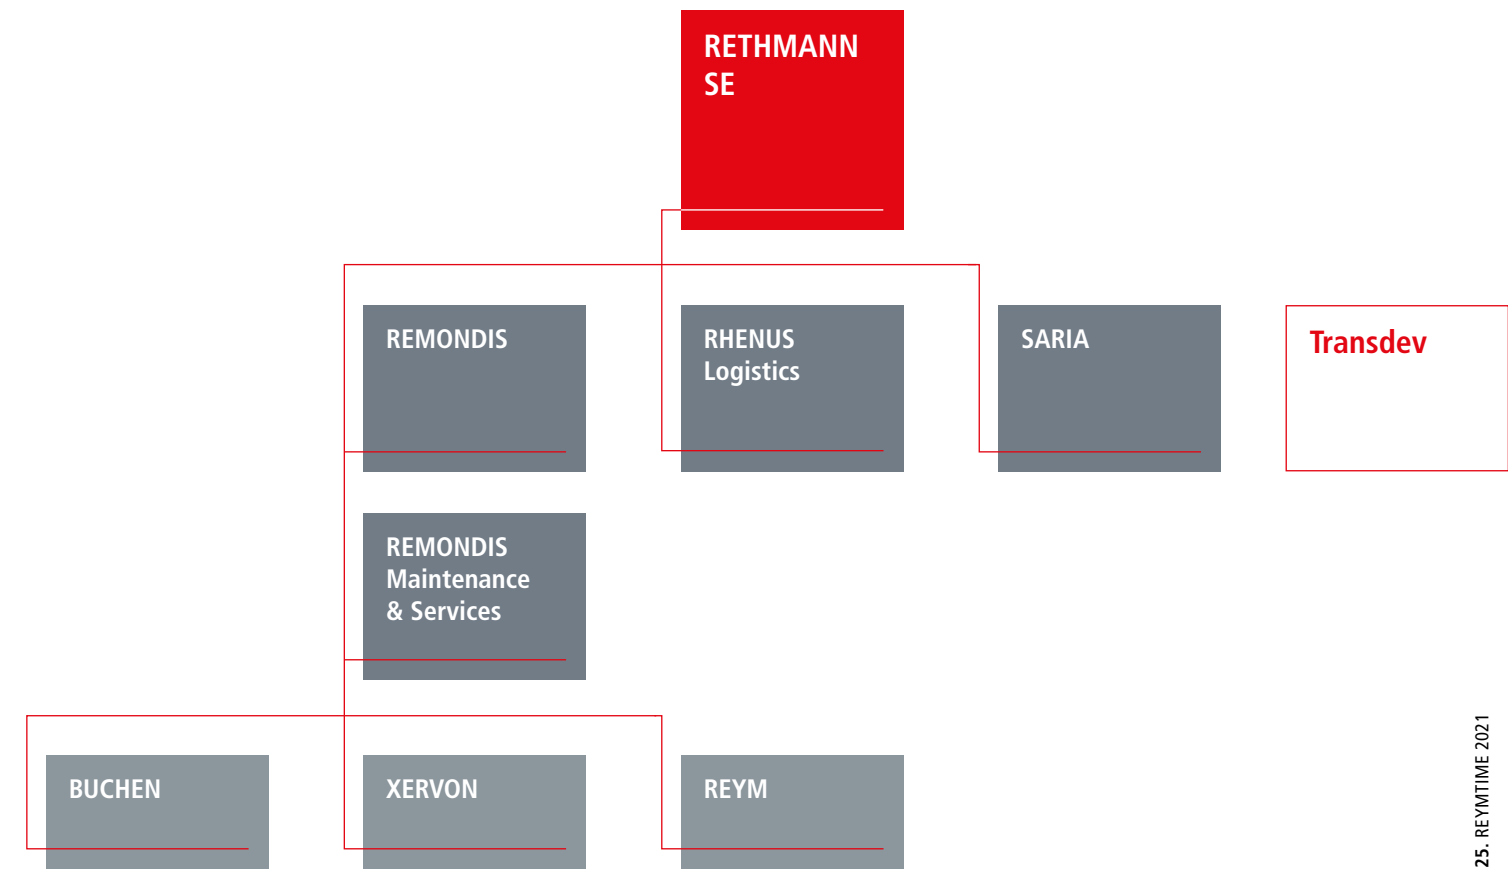 RETHMANN
SE
REMONDIS
RHENUS
Logistics
SARIA
Transdev
REMONDIS
Maintenance
& Services
BUCHEN
XERVON
REYM
25. REYMTIME 2021